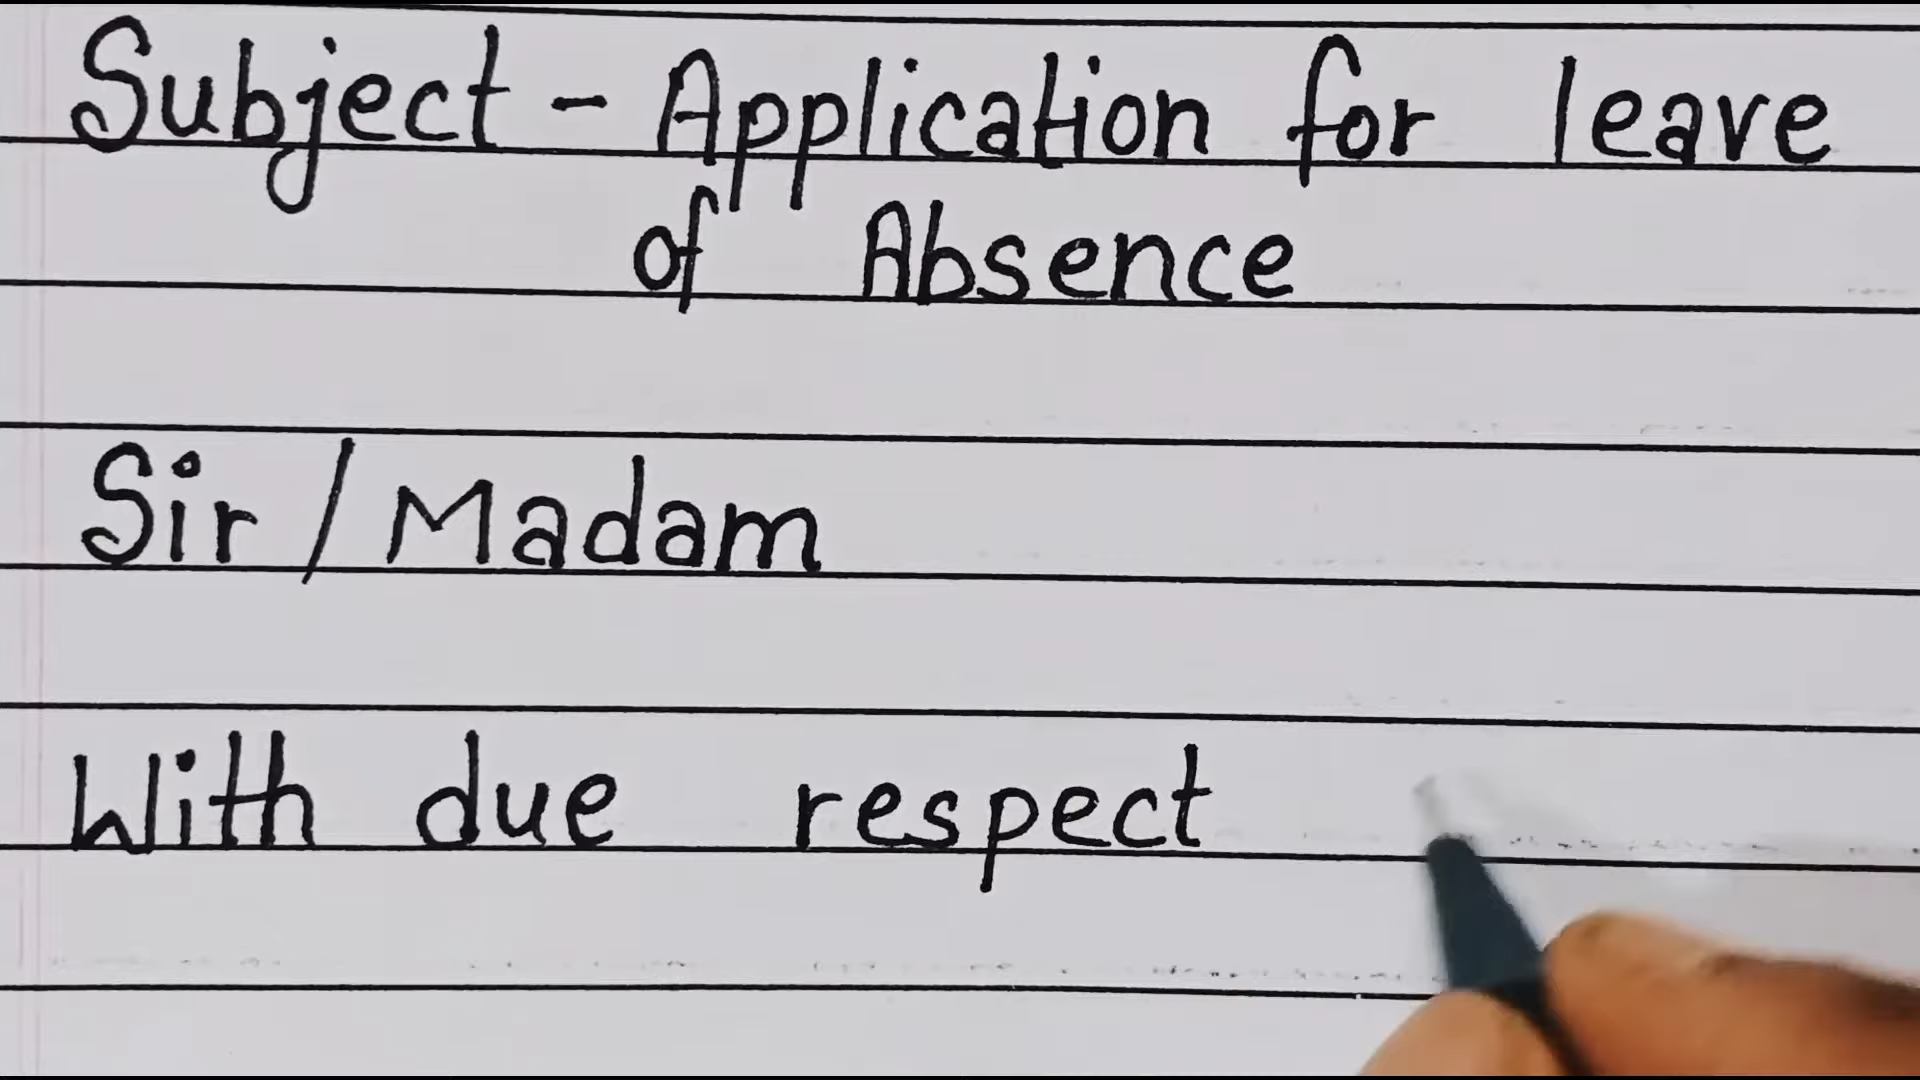 Subject - Application for leave
of Absence
Sir / Madam
With due respect